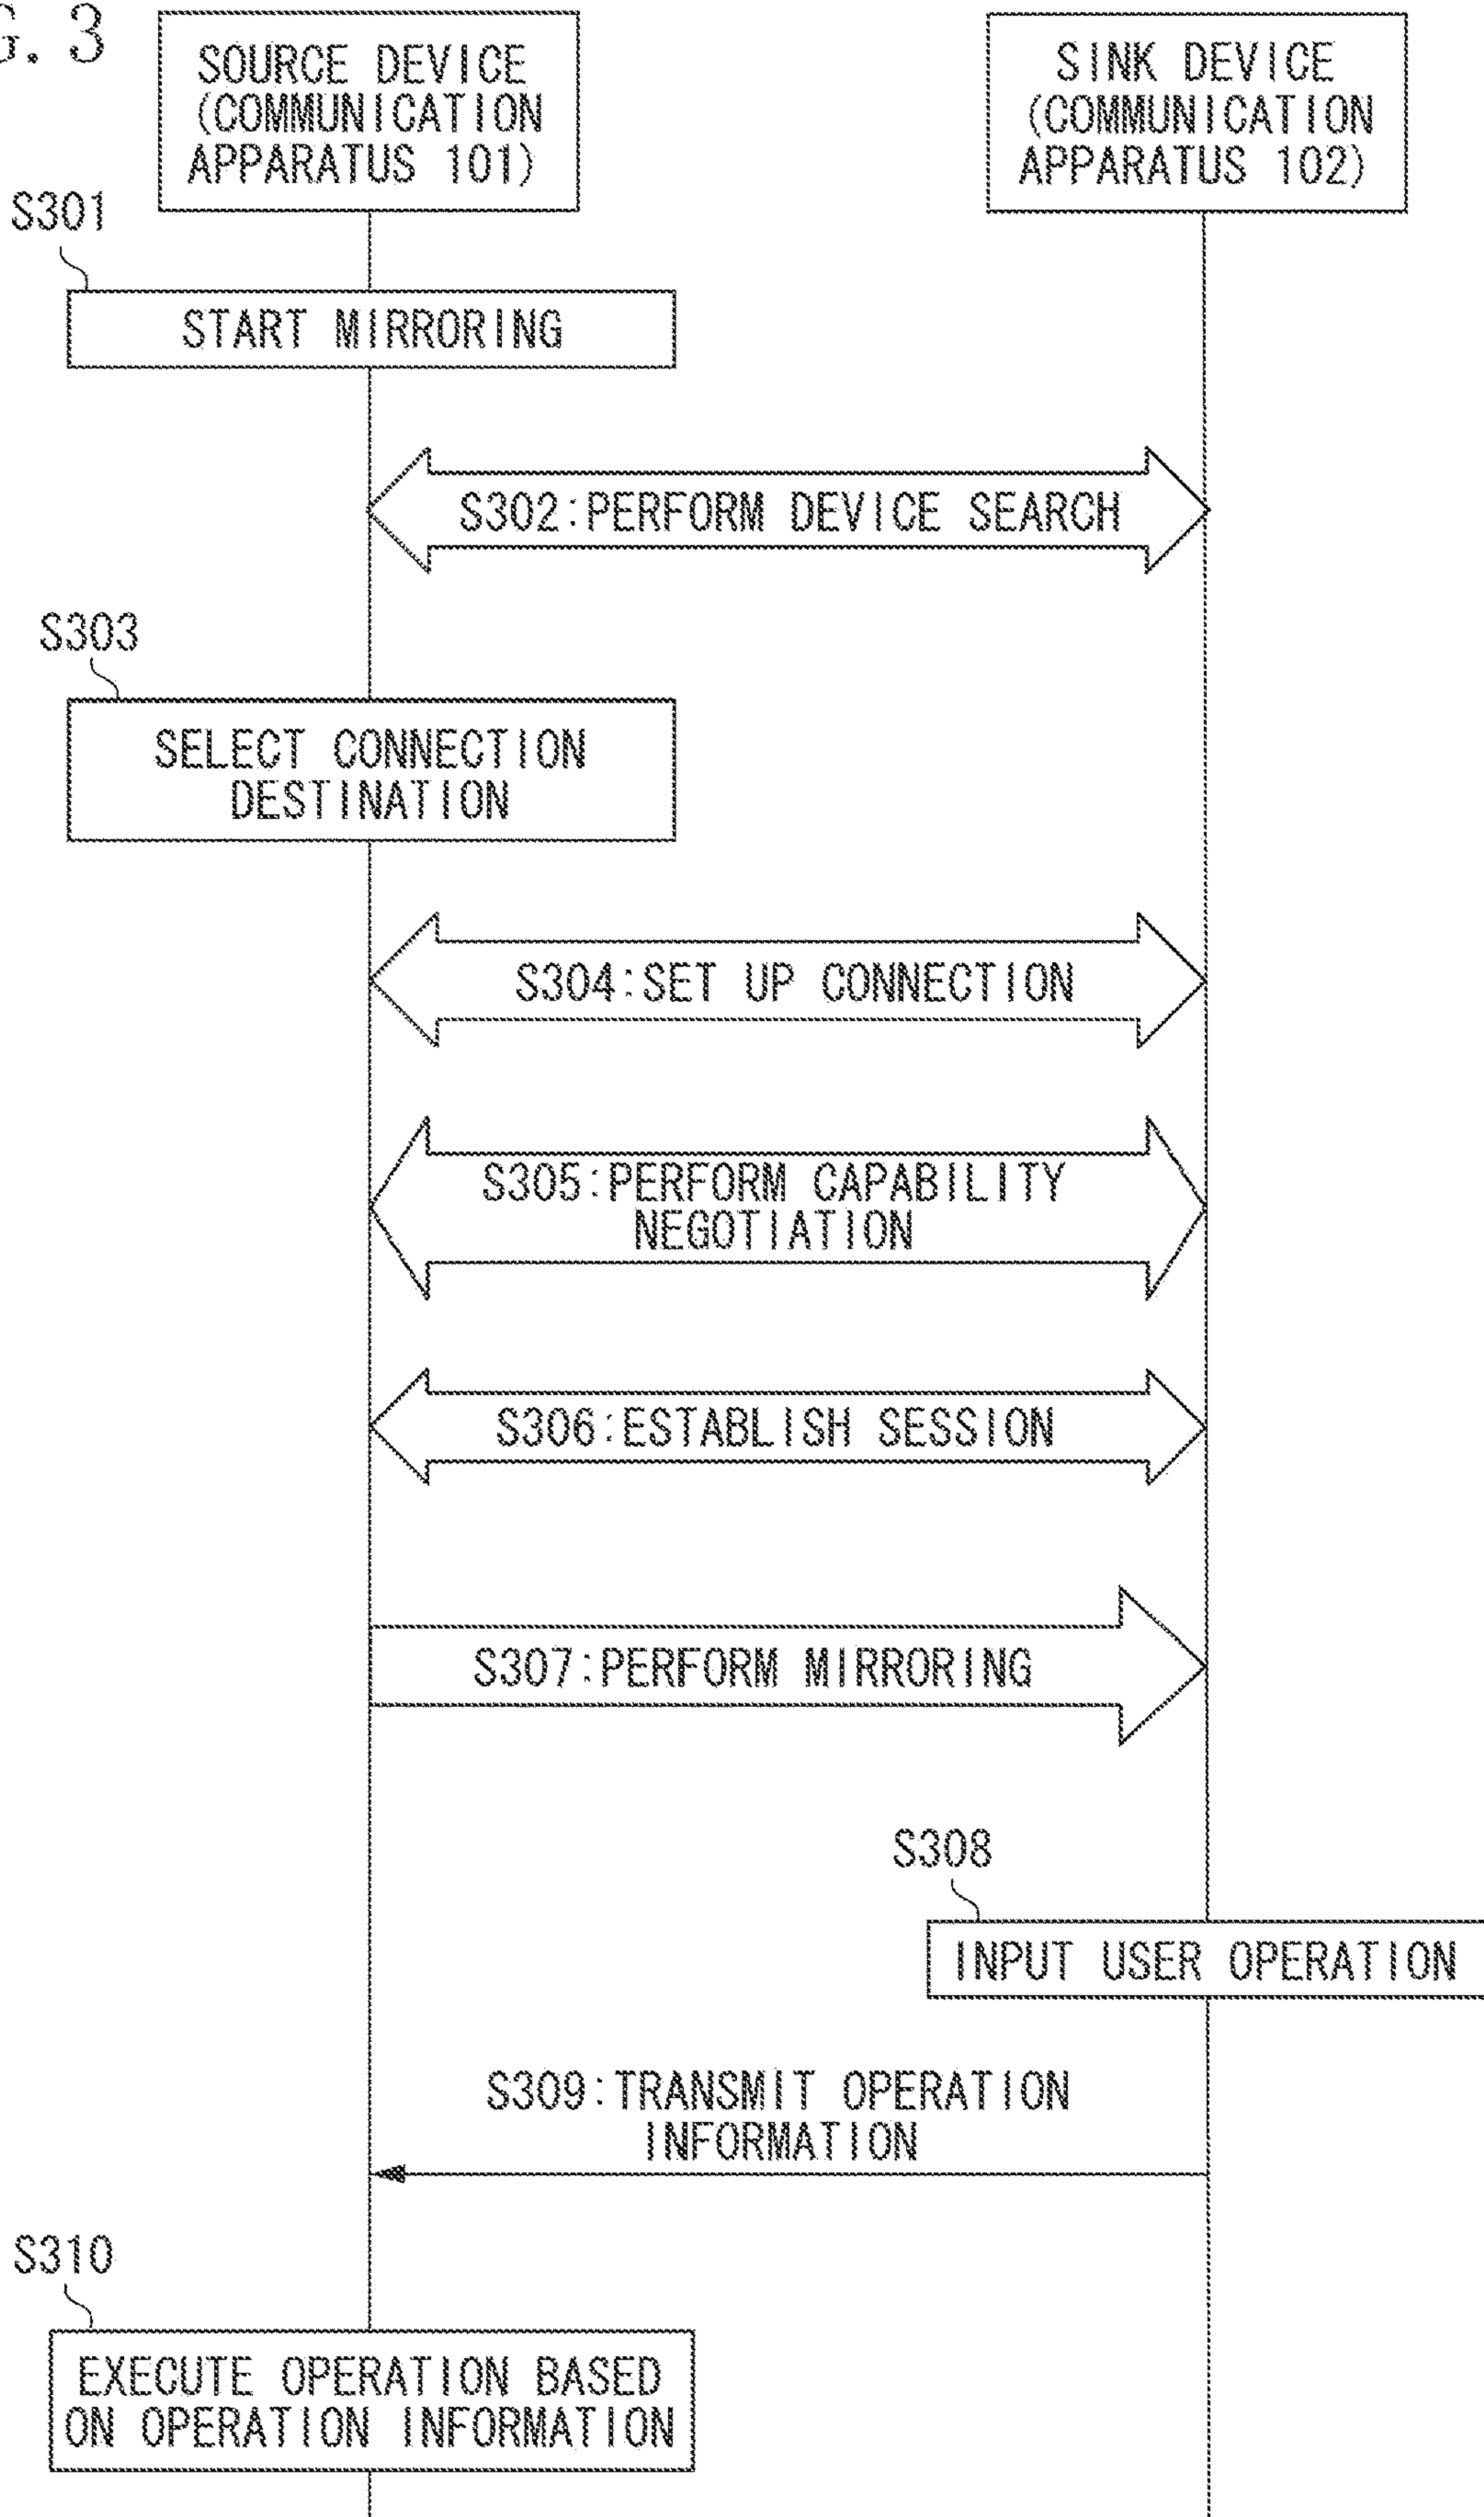 G. 3
SOURCE DEVICE
(COMMUNICATION
APPARATUS 101)
SINK DEVICE
(COMMUNICATION
APPARATUS 102)
S301
START MIRRORING
S302:PERFORM DEVICE SEARCH
S303
SELECT CONNECTION
DESTINATION
S304:SET UP CONNECTION
S305:PERFORM CAPABILITY
NEGOTIATION
S306:ESTABLISH SESSION
S307:PERFORM MIRRORING
S308
INPUT USER OPERATION
S309:TRANSMIT OPERATION
INFORMATION
S310
EXECUTE OPERATION BASED
ON OPERATION INFORMATION